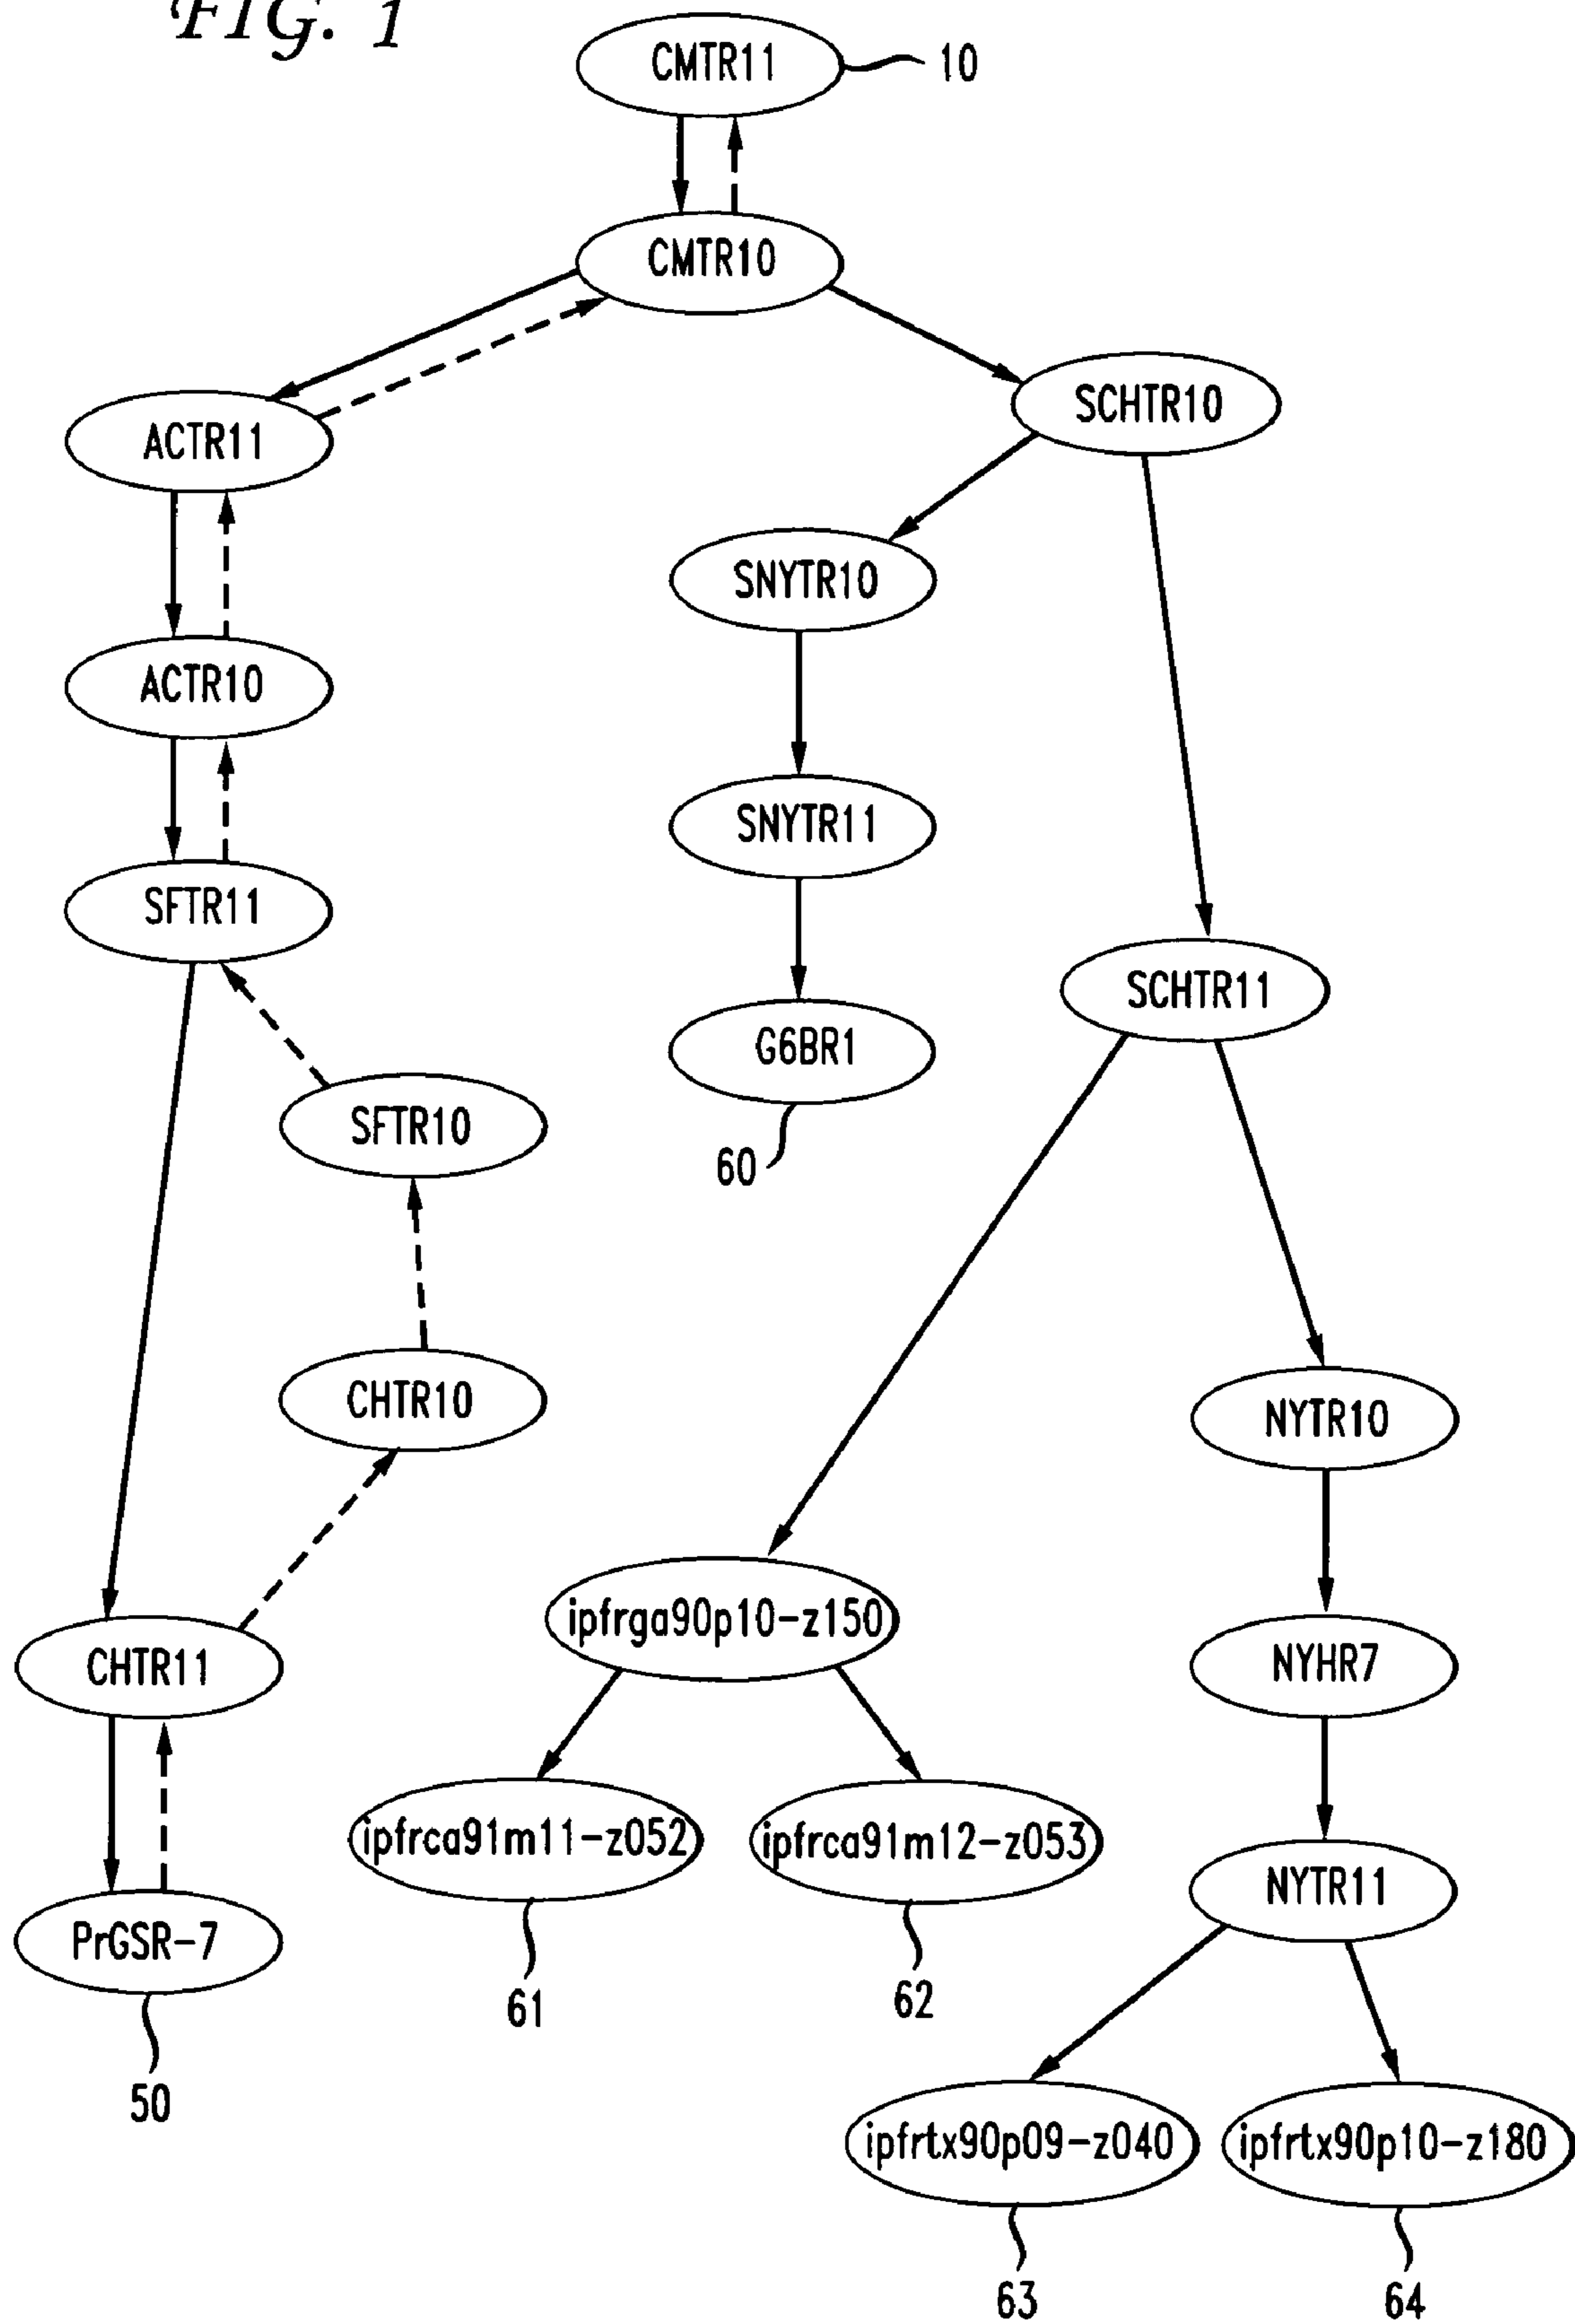 FIG. 1
CMTR11
10
CMTR10
SCHTR10
ACTR11
SNYTR10
ACTR10
SNYTR11
SFTR11
SCHTR11
G6BR1
SFTR10
60
CHTR10
NYTR10
ipfrga90p10-z150
CHTR11
NYHR7
ipfrca91m11-z052
ipfrca91m12-z053
NYTR11
PrGSR-7
61
62
50
ipfrtx90p09-z040
ipfrtx90p10-z180
63
64